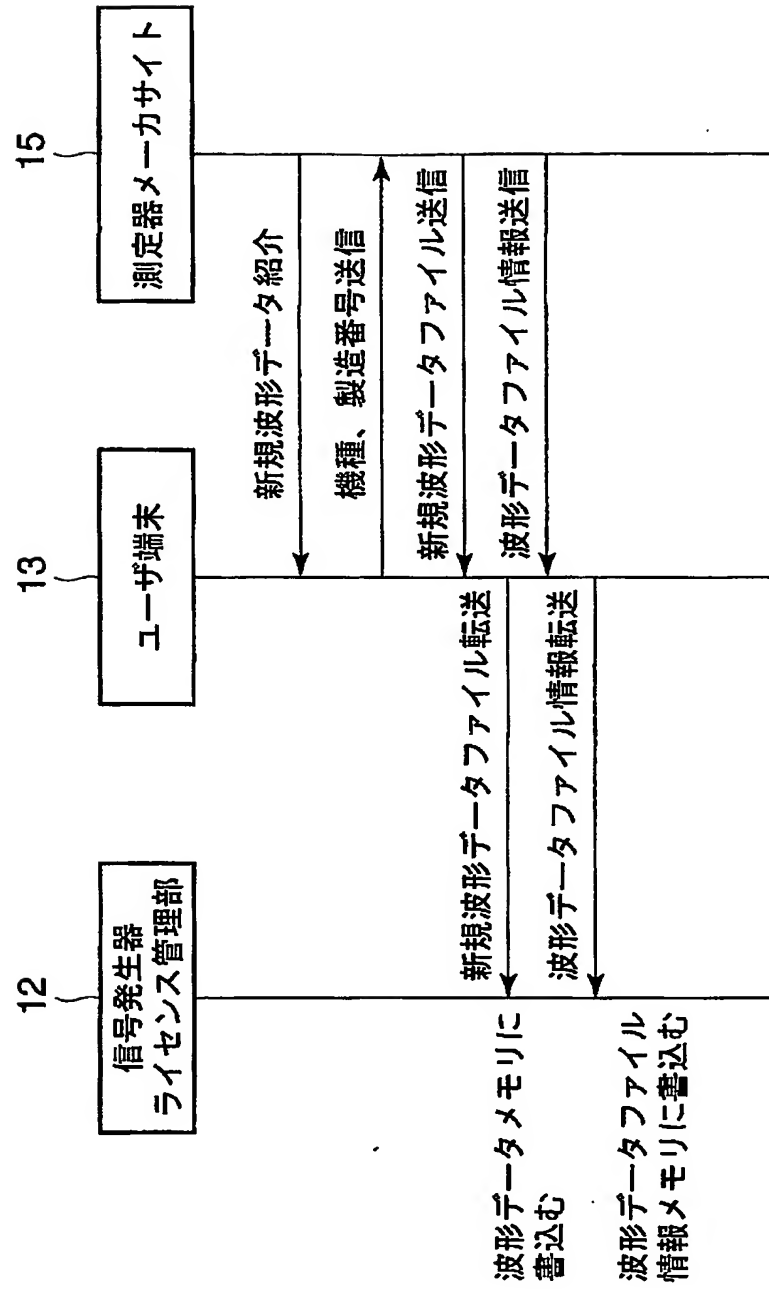 12
13
15
信号発生器
ライセンス管理部
ユーザ端末
測定器メーカサイト
新規波形データ紹介
機種、製造番号送信
新規波形データファイル送信
新規波形データファイル転送
波形データメモリに
書込む
波形データファイル情報送信
波形データファイル情報転送
波形データファイル
情報メモリに書込む